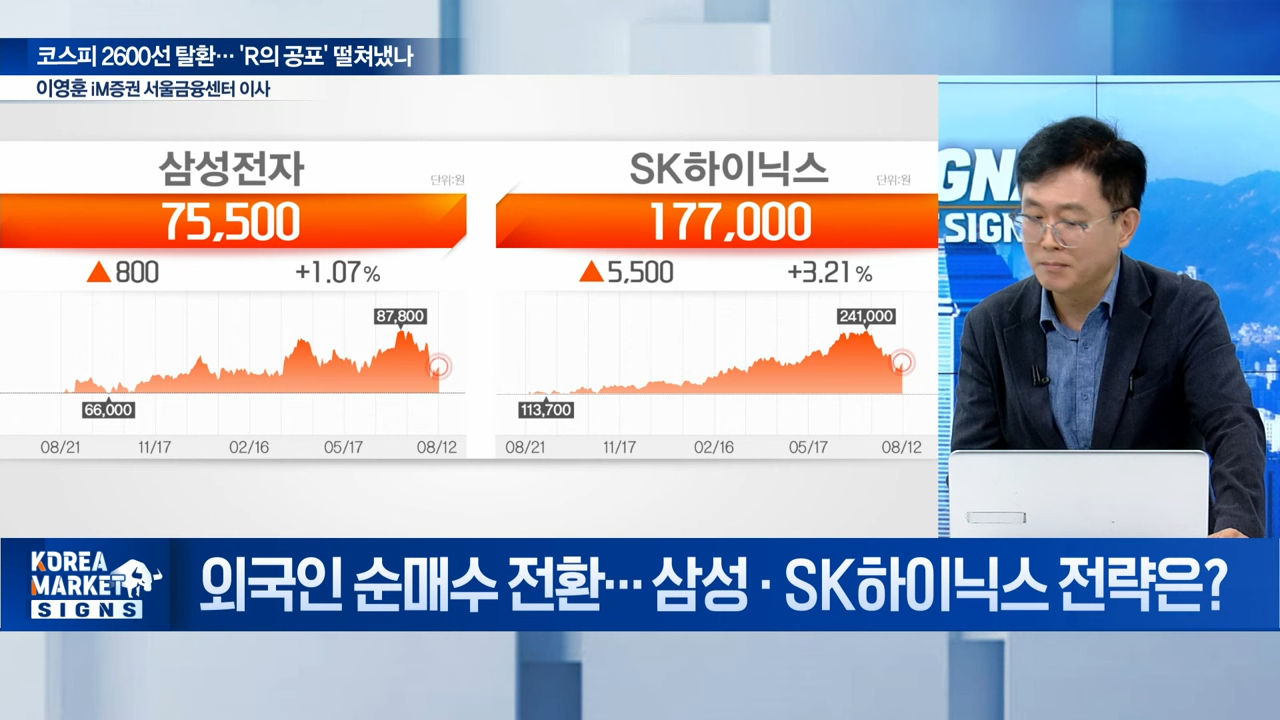 코스피 2600선 탈환… 'R의 공포' 떨쳐냈나
이영훈 iM증권 서울금융센터 이사
삼성전자
단위:원
75,500
▲800 +1.07%
87,800
66,000
08/21 11/17 02/16 05/17 08/12
SK하이닉스
단위:원
177,000
▲5,500 +3.21%
241,000
113,700
08/21 11/17 02/16 05/17 08/12
SIGN
KOREA
MARKET
SIGNS
외국인 순매수 전환… 삼성·SK하이닉스 전략은?